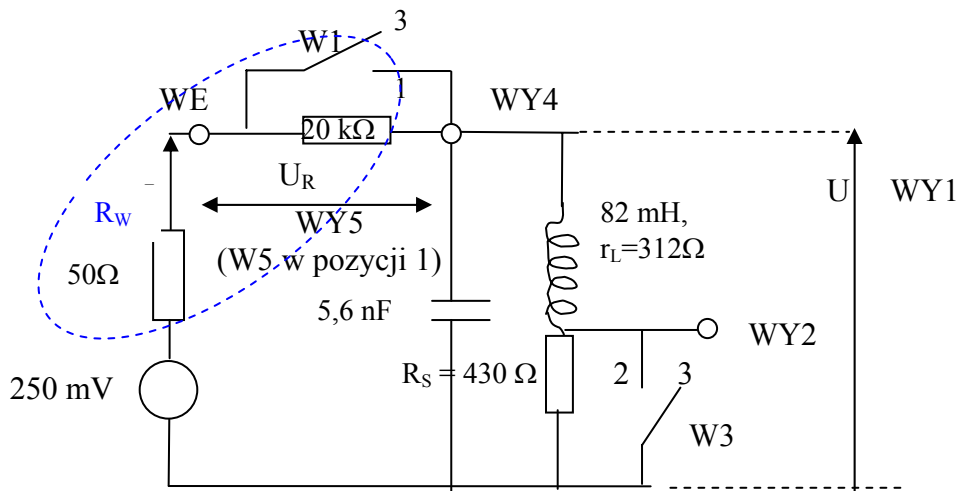 3
W1
1
WE
WY4
20 kΩ
U_R
U
WY1
R_W
WY5
82 mH,
r_L=312Ω
50Ω
(W5 w pozycji 1)
5,6 nF
WY2
250 mV
R_S = 430 Ω
2
3
W3